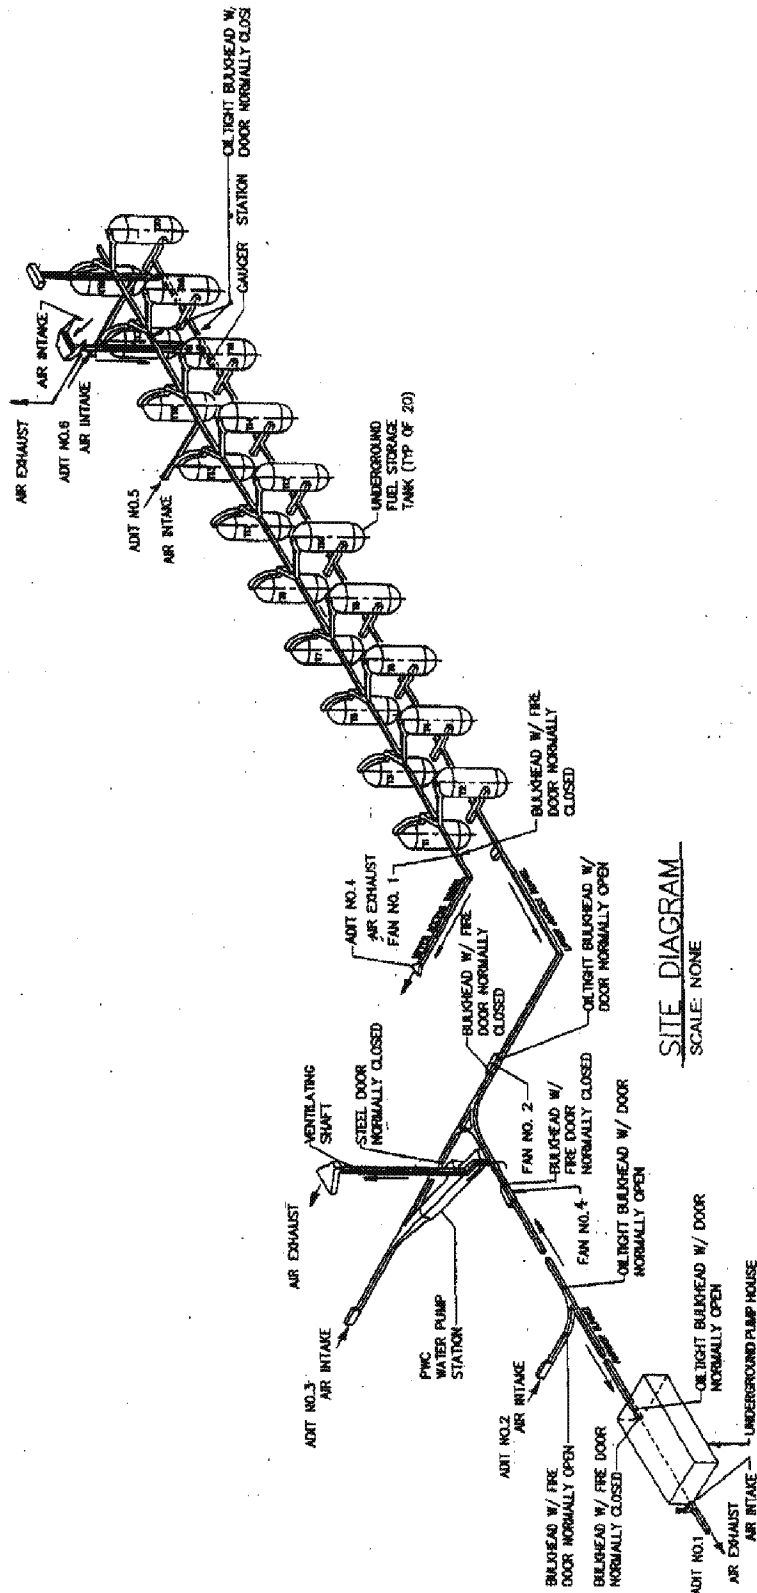 AIR EXHAUST
ADIT NO.6
AIR INTAKE
AIR INTAKE
OILTIGHT BULKHEAD W/
DOOR NORMALLY CLOSE
GAUGER STATION
ADIT NO.5
AIR INTAKE
UNDERGROUND
FUEL STORAGE
TANK (TYP OF 20)
BULKHEAD W/ FIRE
DOOR NORMALLY
CLOSED
ADIT NO.4
AIR EXHAUST
FAN NO. 1
BULKHEAD W/ FIRE
DOOR NORMALLY
CLOSED
OILTIGHT BULKHEAD W/
DOOR NORMALLY OPEN
VENTILATING
SHAFT
STEEL DOOR
NORMALLY CLOSED
FAN NO. 2
BULKHEAD W/
FIRE DOOR
NORMALLY CLOSED
AIR EXHAUST
FAN NO.4
OILTIGHT BULKHEAD W/ DOOR
NORMALLY OPEN
ADIT NO.3
AIR INTAKE
PWC
WATER PUMP
STATION
ADIT NO.2
AIR INTAKE
OILTIGHT BULKHEAD W/ DOOR
NORMALLY OPEN
BULKHEAD W/ FIRE
DOOR NORMALLY OPEN
BULKHEAD W/ FIRE DOOR
NORMALLY CLOSED
UNDERGROUND PUMP HOUSE
ADIT NO.1
AIR EXHAUST
AIR INTAKE
SITE DIAGRAM
SCALE: NONE